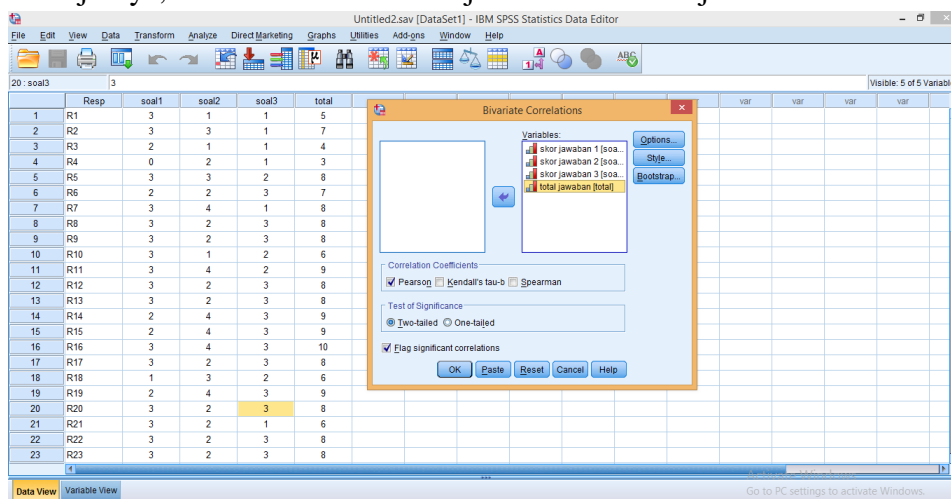 Untitled2.sav [DataSet1] - IBM SPSS Statistics Data Editor
File Edit View Data Transform Analyze Direct Marketing Graphs Utilities Add-ons Window Help
20 : soal3 3 Visible: 5 of 5 Variabl
Resp soal1 soal2 soal3 total var var var var
1 R1 3 1 1 5
2 R2 3 3 1 7
3 R3 2 1 1 4
4 R4 0 2 1 3
5 R5 3 3 2 8
6 R6 2 2 3 7
7 R7 3 4 1 8
8 R8 3 2 3 8
9 R9 3 2 3 8
10 R10 3 1 2 6
11 R11 3 4 2 9
12 R12 3 2 3 8
13 R13 3 2 3 8
14 R14 2 4 3 9
15 R15 2 4 3 9
16 R16 3 4 3 10
17 R17 3 2 3 8
18 R18 1 3 2 6
19 R19 2 4 3 9
20 R20 3 2 3 8
21 R21 3 2 1 6
22 R22 3 2 3 8
23 R23 3 2 3 8
Bivariate Correlations
Variables:
skor jawaban 1 [soa...
skor jawaban 2 [soa...
skor jawaban 3 [soa...
total jawaban [total]
Options...
Style...
Bootstrap...
Correlation Coefficients
Pearson Kendall's tau-b Spearman
Test of Significance
Two-tailed One-tailed
Flag significant correlations
OK Paste Reset Cancel Help
Data View Variable View
Go to PC settings to activate Windows.